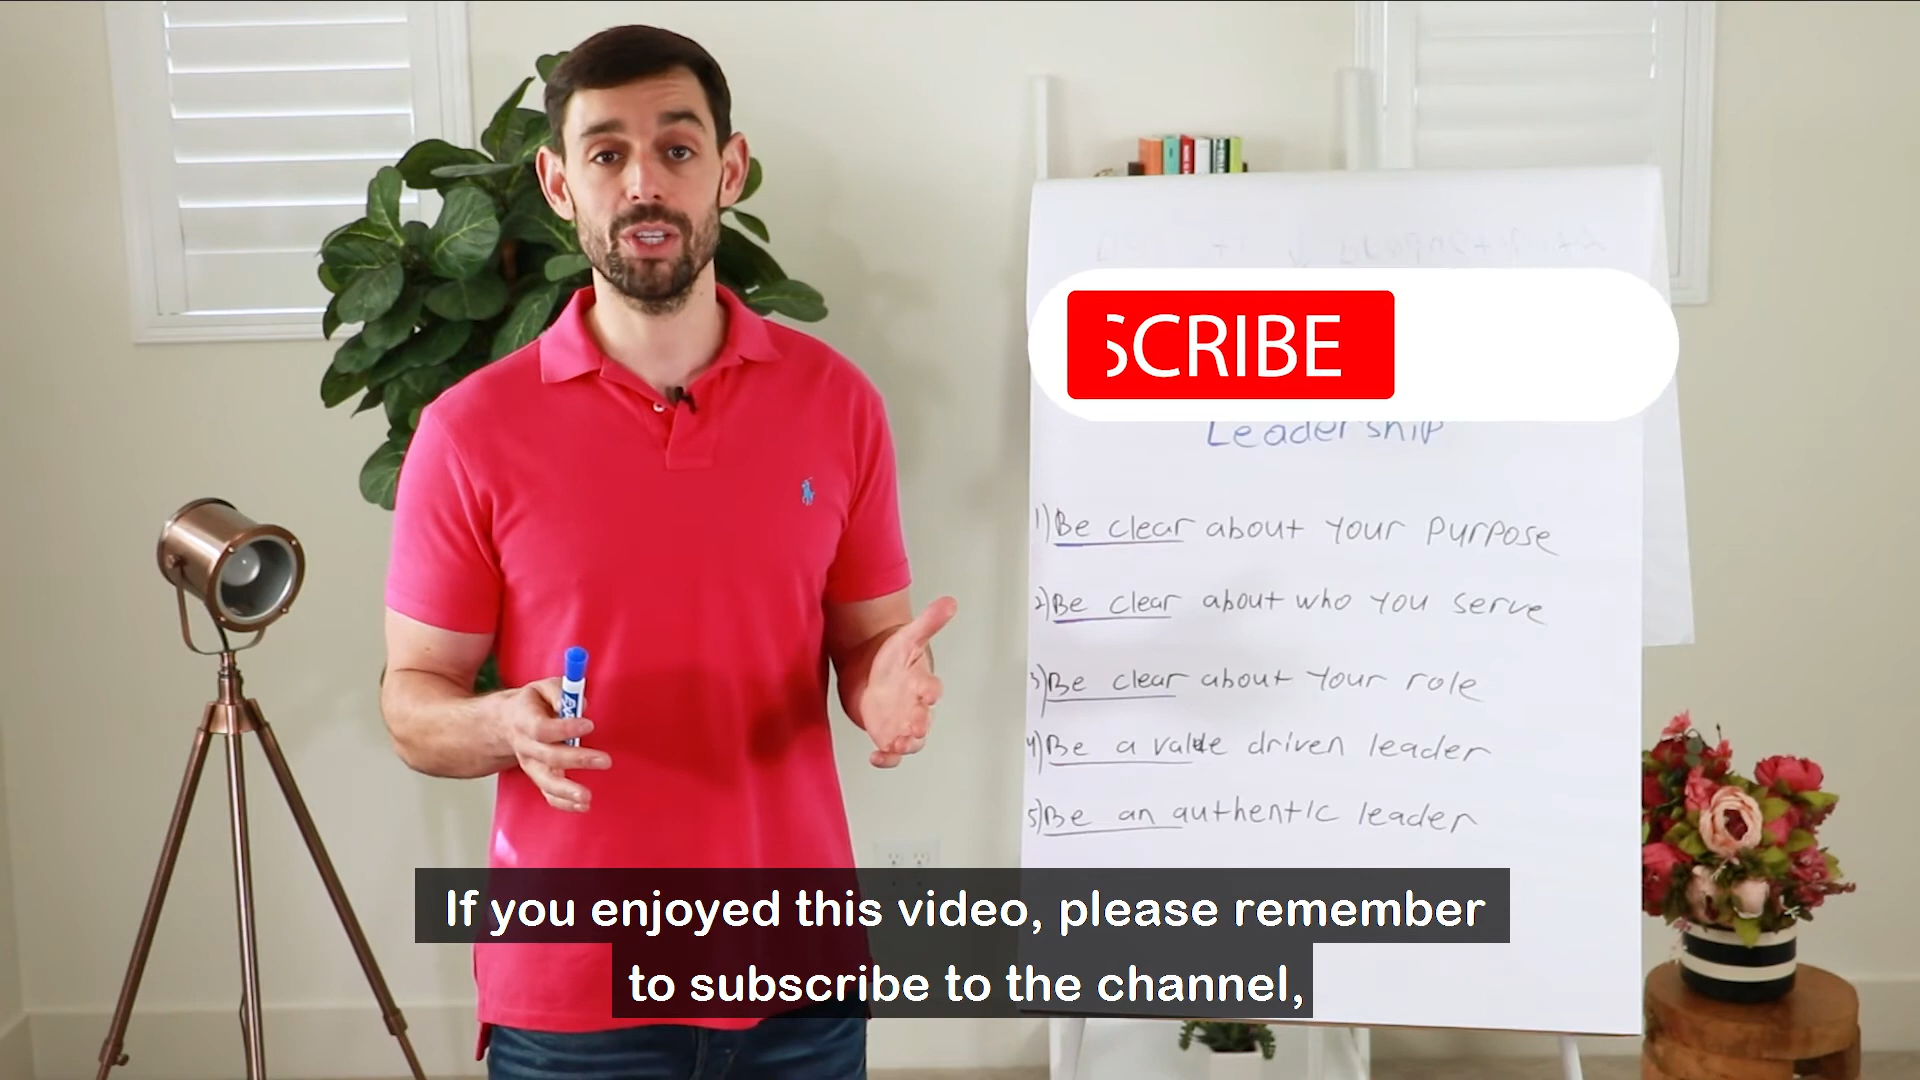 SCRIBE
Leadership
1) Be clear about your purpose
2) Be clear about who you serve
3) Be clear about your role
4) Be a value driven leader
5) Be an authentic leader
Expo
If you enjoyed this video, please remember
to subscribe to the channel,